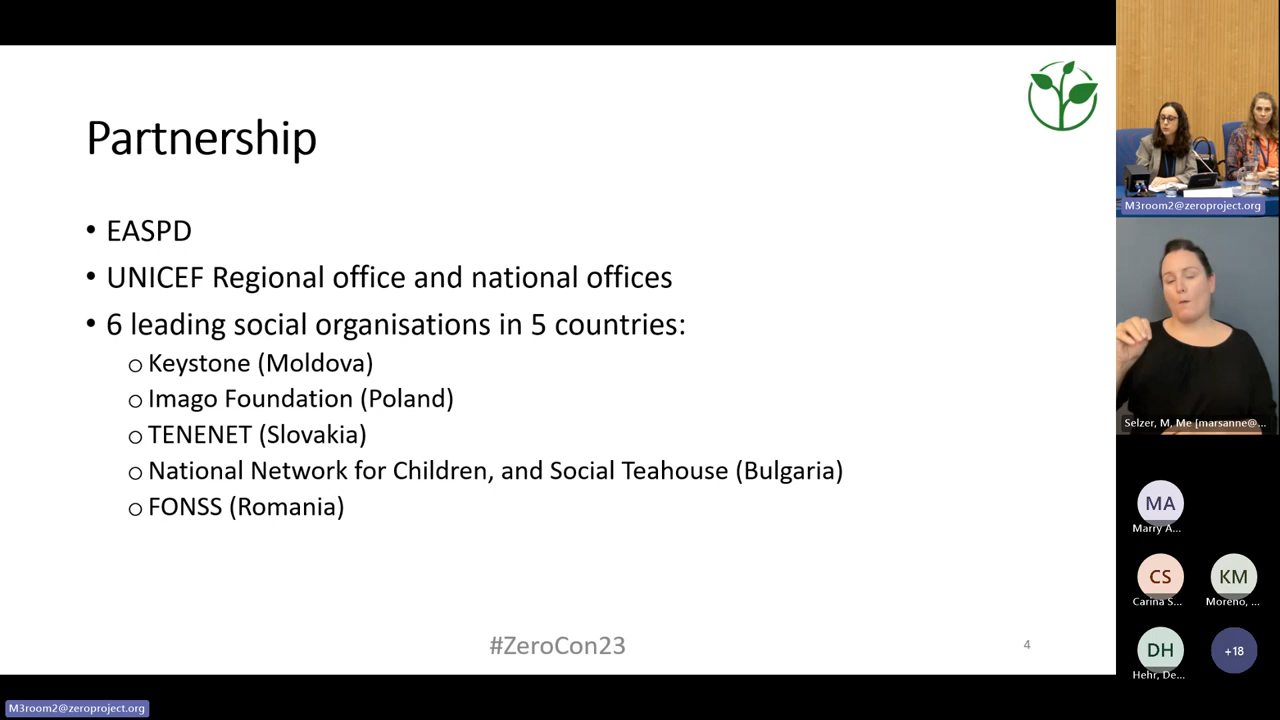 Partnership
• EASPD
• UNICEF Regional office and national offices
• 6 leading social organisations in 5 countries:
o Keystone (Moldova)
o Imago Foundation (Poland)
o TENENET (Slovakia)
o National Network for Children, and Social Teahouse (Bulgaria)
o FONSS (Romania)
#ZeroCon23
4
M3room2@zeroproject.org
M3room2@zeroproject.org
Selzer, M, Me [marsanne@...
MA
Marry A...
CS
Carina S...
KM
Moreno, ...
DH
Hehr, De...
+18